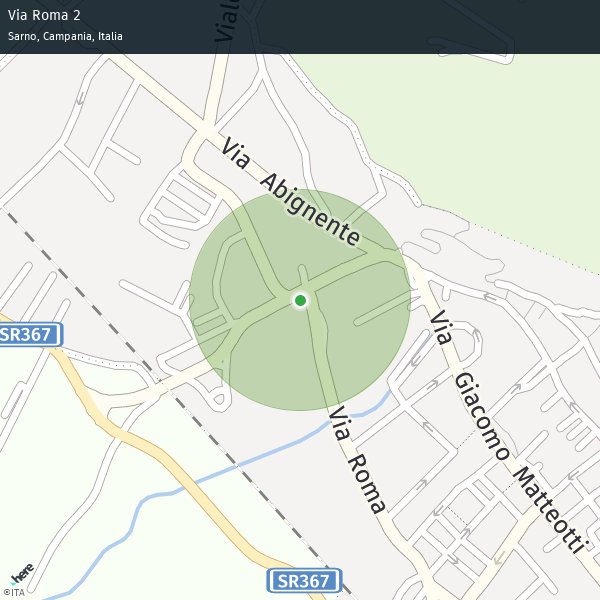 Via Roma 2
Sarno, Campania, Italia
Via Abignente
SR367
Via Giacomo Matteotti
Via Roma
SR367
here
©ITA